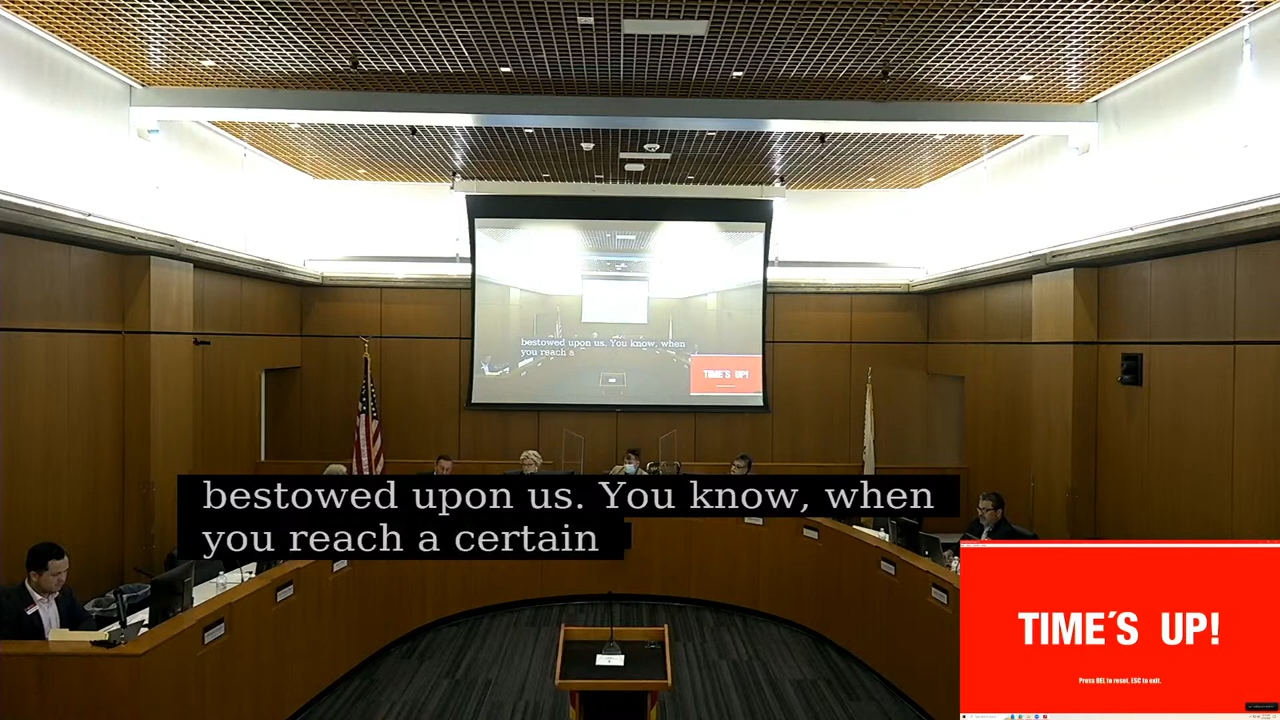 bestowed upon us. You know, when
you reach a
TIME'S UP!
bestowed upon us. You know, when
you reach a certain
TIME´S UP!
Press DEL to reset, ESC to exit.